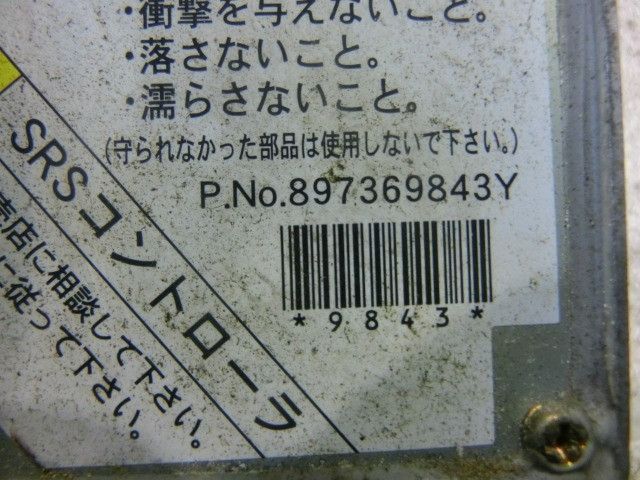 ・衝撃を与えないこと。
・落さないこと。
・濡らさないこと。
(守られなかった部品は使用しないで下さい。)
P.No.897369843Y
*9843*
SRSコントローラ
売店に相談して下さい。
に従って下さい。